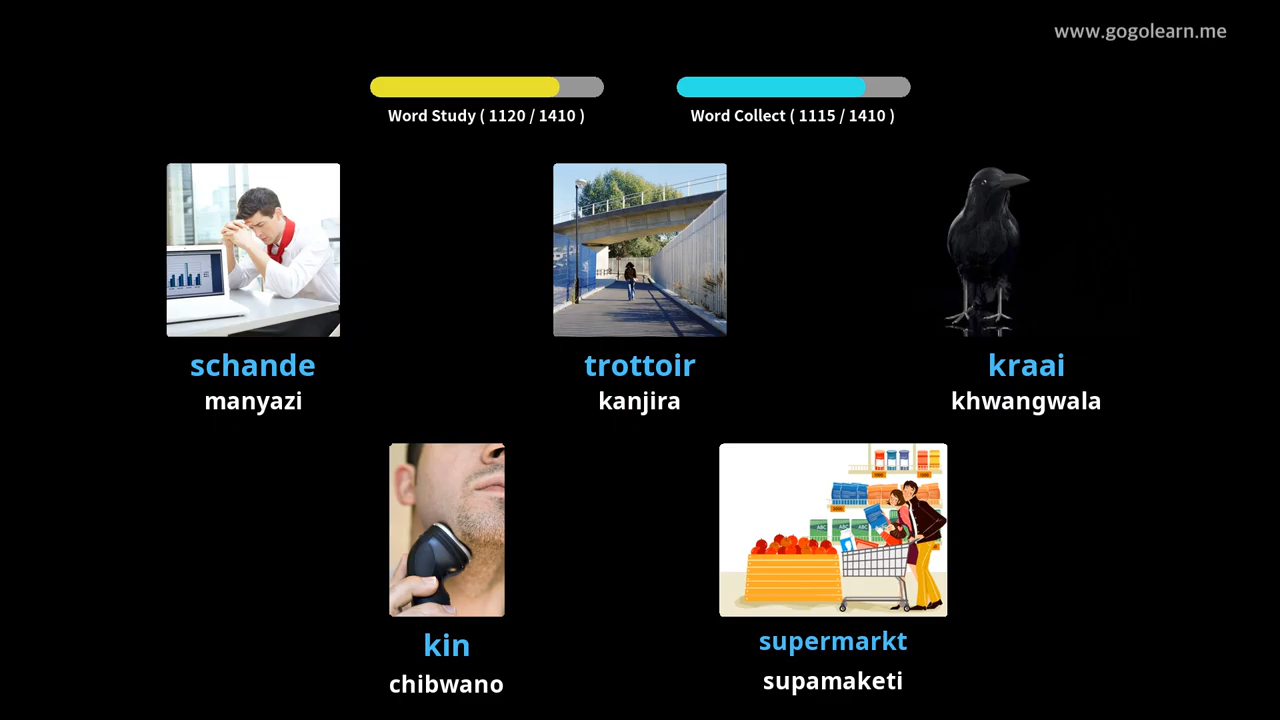 www.gogolearn.me
Word Study ( 1120 / 1410 )
Word Collect ( 1115 / 1410 )
schande
manyazi
trottoir
kanjira
kraai
khwangwala
kin
chibwano
supermarkt
supamaketi